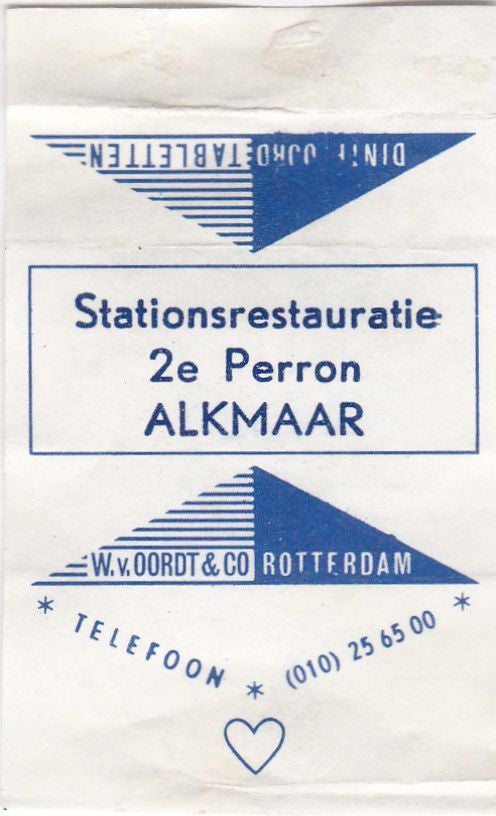 TABLETTEN
Stationsrestauratie
2e Perron
ALKMAAR
W.v.OORDT & CO ROTTERDAM
* TELEFOON * (010) 25 65 00 *